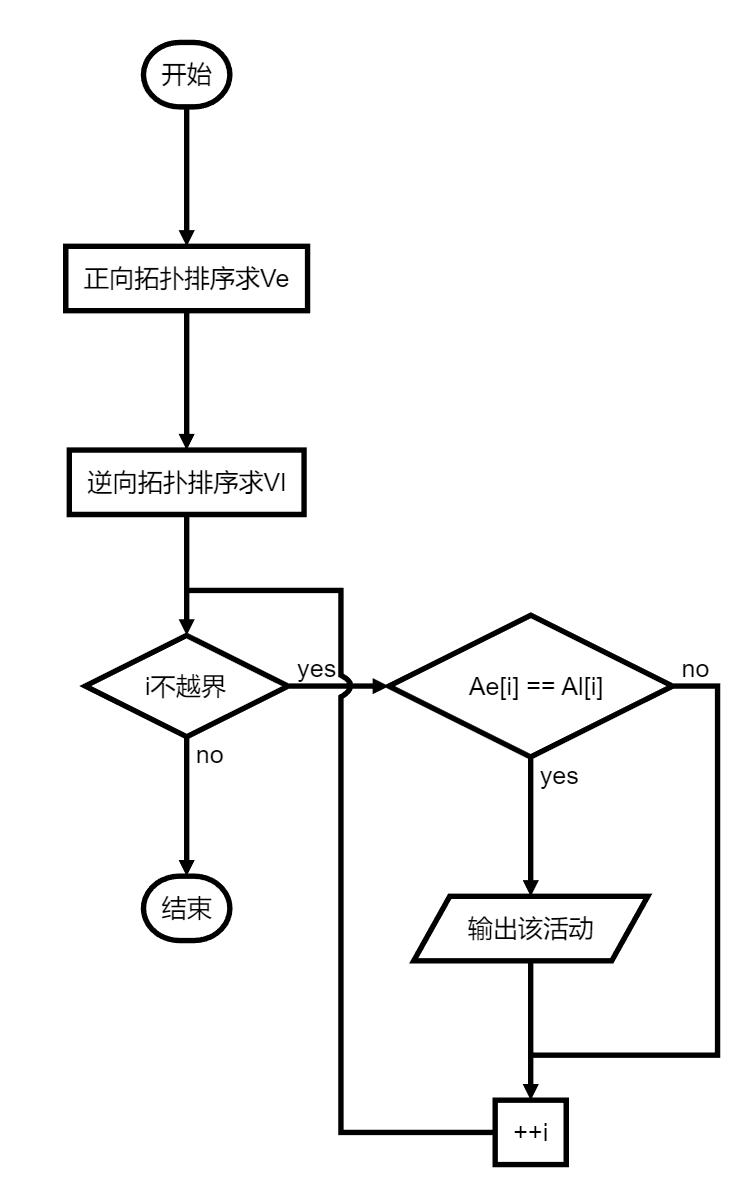 开始
正向拓扑排序求Ve
逆向拓扑排序求Vl
i不越界
yes
Ae[i] == Al[i]
no
no
yes
结束
输出该活动
++i